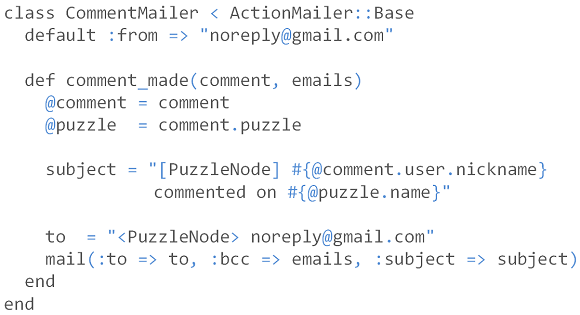 class CommentMailer < ActionMailer::Base
  default :from => "noreply@gmail.com"
  def comment_made(comment, emails)
    @comment = comment
    @puzzle  = comment.puzzle
    subject = "[PuzzleNode] #{@comment.user.nickname}
              commented on #{@puzzle.name}"
    to  = "<PuzzleNode> noreply@gmail.com"
    mail(:to => to, :bcc => emails, :subject => subject)
  end
end